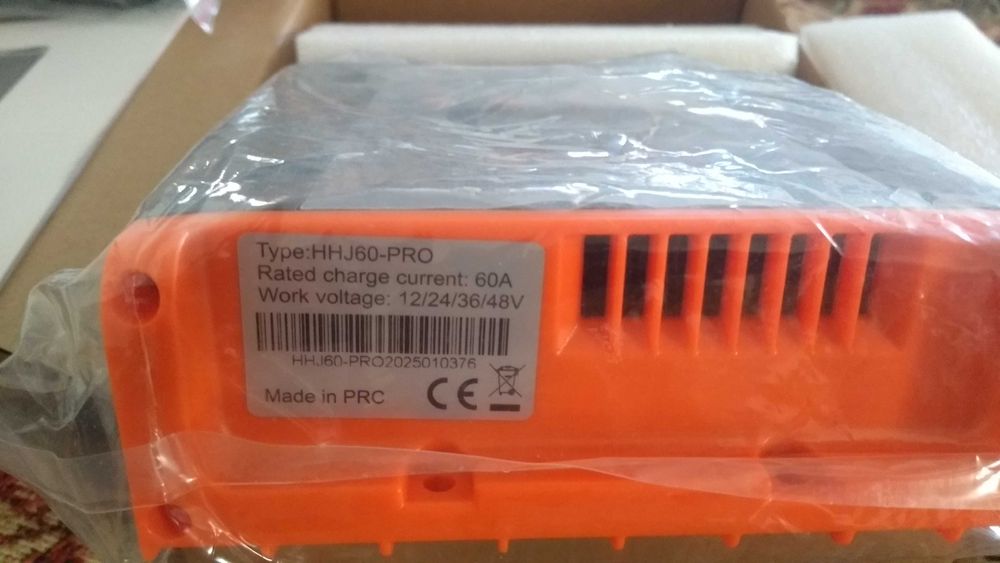 Type:HHJ60-PRO
Rated charge current: 60A
Work voltage: 12/24/36/48V
HHJ60-PRO2025010376
Made in PRC
CE